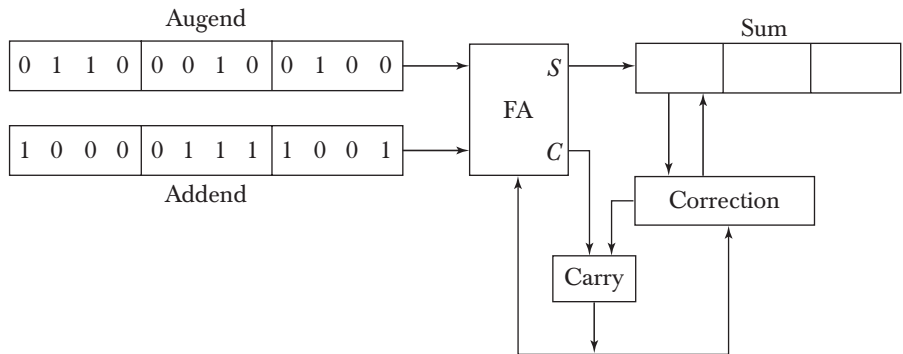 Augend
0 1 1 0 0 0 1 0 0 1 0 0
Sum
S
FA
1 0 0 0 0 1 1 1 1 0 0 1
C
Addend
Correction
Carry